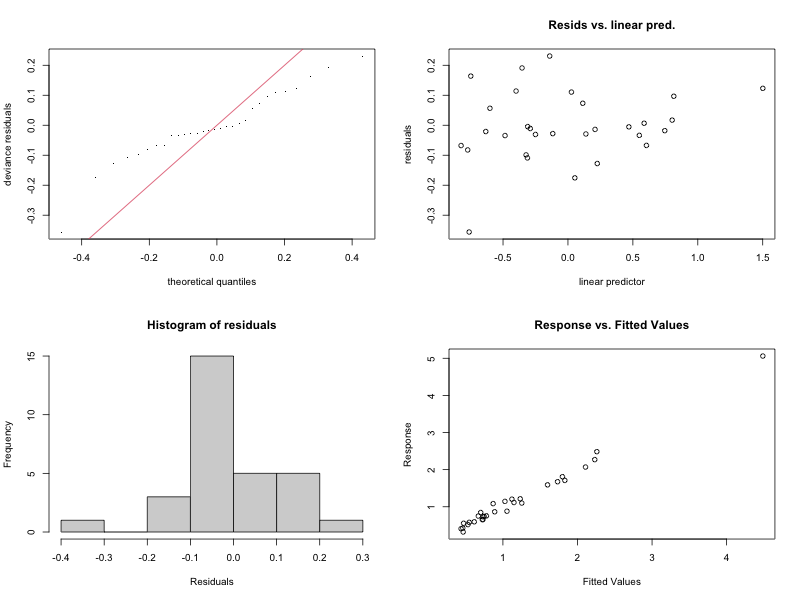 deviance residuals
0.2
0.1
0.0
-0.1
-0.2
-0.3
-0.4 -0.2 0.0 0.2 0.4
theoretical quantiles
Resids vs. linear pred.
residuals
0.2
0.1
0.0
-0.1
-0.2
-0.3
-0.5 0.0 0.5 1.0 1.5
linear predictor
Histogram of residuals
Frequency
15
10
5
0
-0.4 -0.3 -0.2 -0.1 0.0 0.1 0.2 0.3
Residuals
Response vs. Fitted Values
Response
5
4
3
2
1
1 2 3 4
Fitted Values